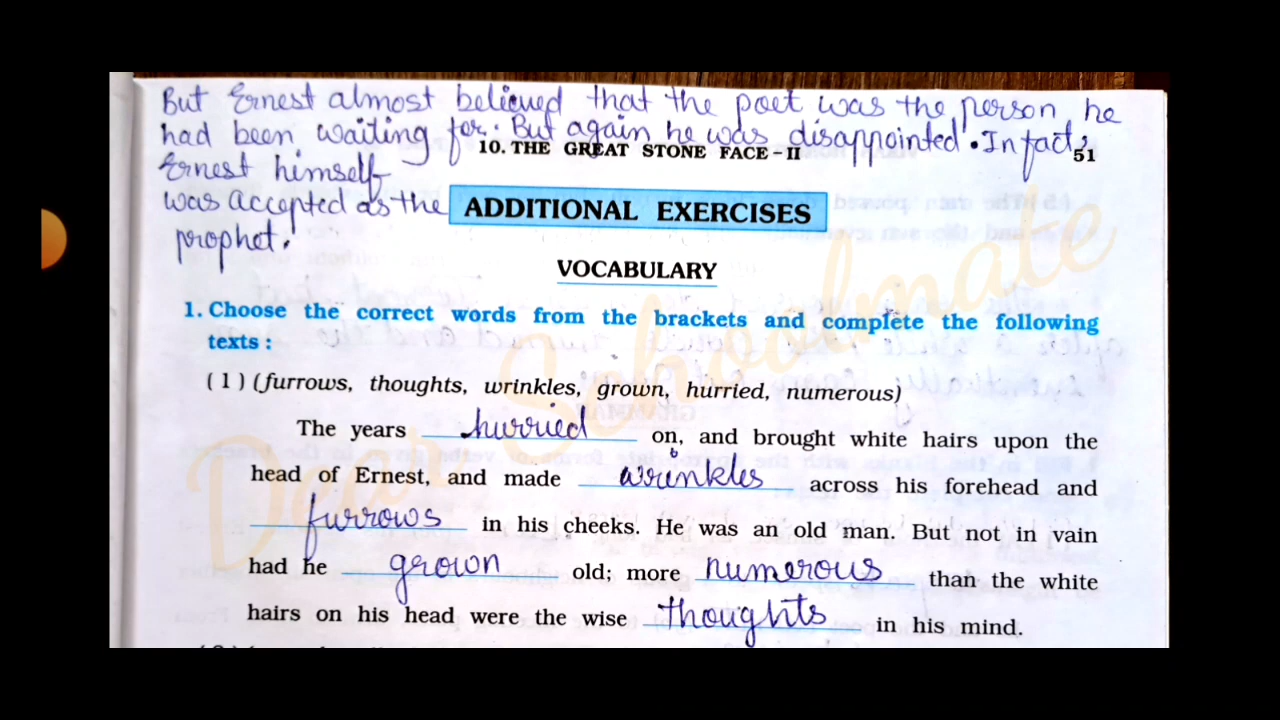 But Ernest almost believed that the poet was the person he
had been waiting for. But again he was disappointed. In fact,
10. THE GREAT STONE FACE - II 51
Ernest himself
was accepted as the
prophet.
ADDITIONAL EXERCISES
VOCABULARY
1. Choose the correct words from the brackets and complete the following
texts :
( 1 ) (furrows, thoughts, wrinkles, grown, hurried, numerous)
The years hurried on, and brought white hairs upon the
head of Ernest, and made wrinkles across his forehead and
furrows in his cheeks. He was an old man. But not in vain
had he grown old; more numerous than the white
hairs on his head were the wise thoughts in his mind.
Dear Schoolmate